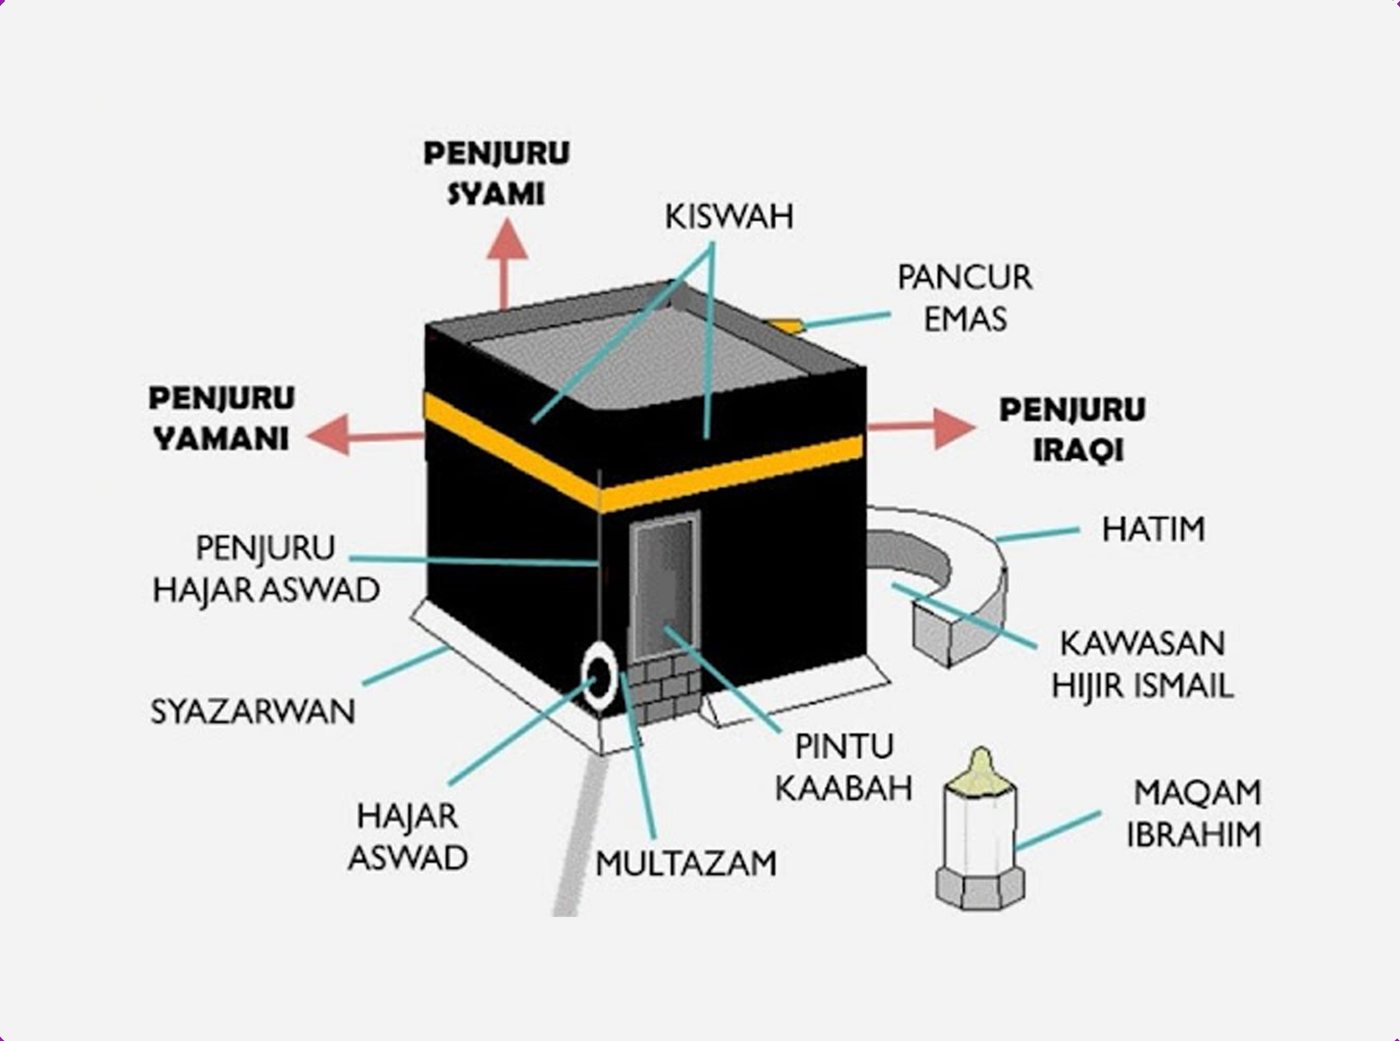 PENJURU
SYAMI
KISWAH
PANCUR
EMAS
PENJURU
YAMANI
PENJURU
IRAQI
HATIM
PENJURU
HAJAR ASWAD
KAWASAN
HIJIR ISMAIL
SYAZARWAN
PINTU
KAABAH
MAQAM
IBRAHIM
HAJAR
ASWAD
MULTAZAM